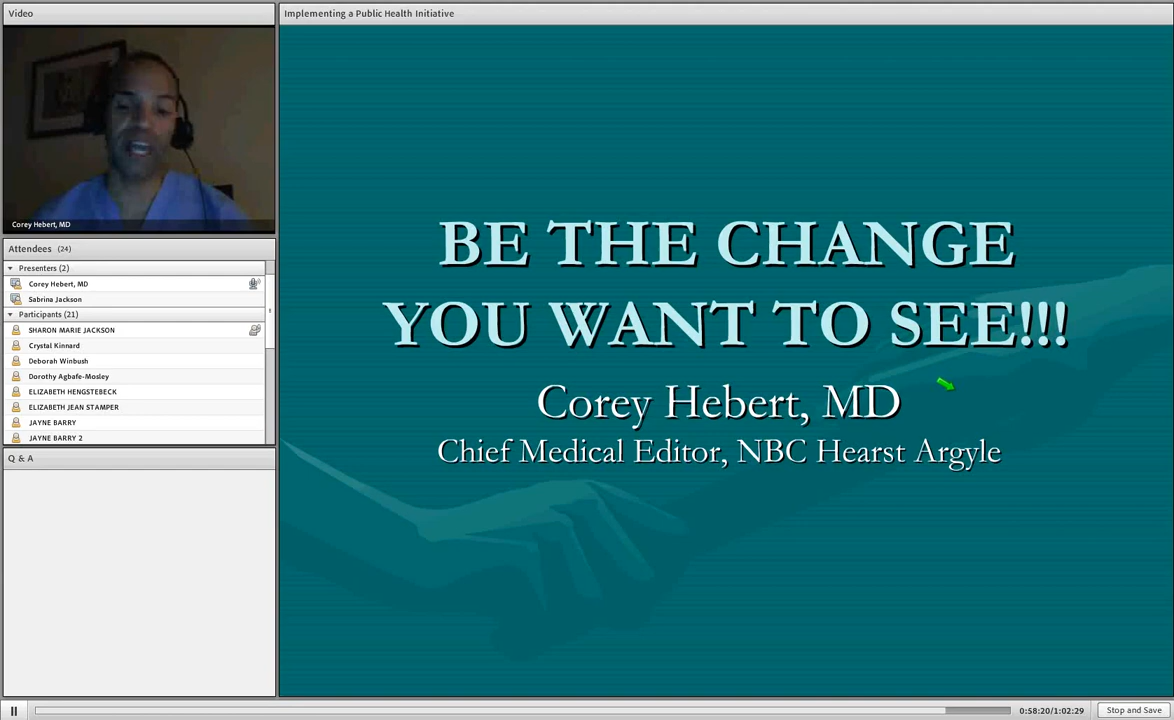 Video
Implementing a Public Health Initiative
Corey Hebert, MD
Attendees (24)
Presenters (2)
Corey Hebert, MD
Sabrina Jackson
Participants (21)
SHARON MARIE JACKSON
Crystal Kinnard
Deborah Winbush
Dorothy Agbafe-Mosley
ELIZABETH HENGSTEBECK
ELIZABETH JEAN STAMPER
JAYNE BARRY
JAYNE BARRY 2
Q & A
BE THE CHANGE
YOU WANT TO SEE!!!
Corey Hebert, MD
Chief Medical Editor, NBC Hearst Argyle
0:58:20/1:02:29
Stop and Save